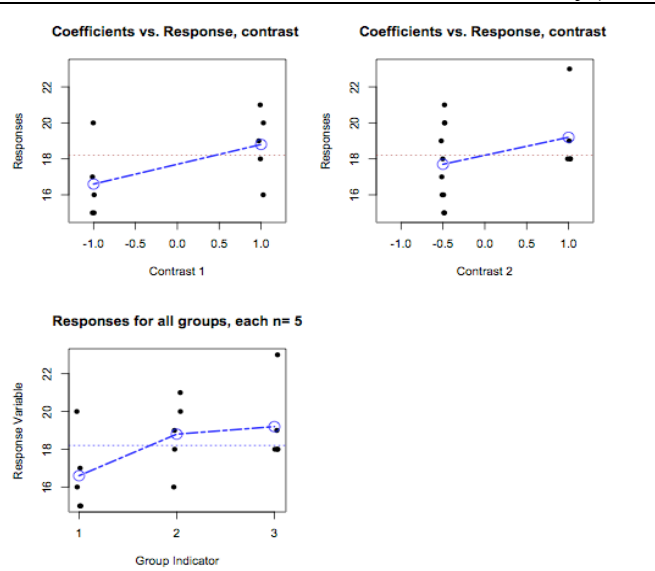 Coefficients vs. Response, contrast
Coefficients vs. Response, contrast
Responses
16 18 20 22
-1.0 -0.5 0.0 0.5 1.0
Contrast 1
Responses
16 18 20 22
-1.0 -0.5 0.0 0.5 1.0
Contrast 2
Responses for all groups, each n= 5
Response Variable
16 18 20 22
1 2 3
Group Indicator